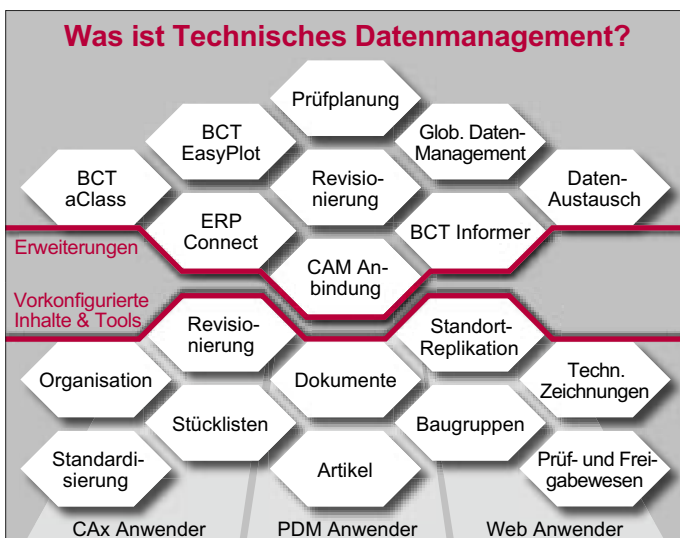 Was ist Technisches Datenmanagement?
Prüfplanung
BCT
EasyPlot
Glob. Daten-
Management
BCT
aClass
Revisio-
nierung
Daten-
Austausch
ERP
Connect
BCT Informer
Erweiterungen
CAM An-
bindung
Vorkonfigurierte
Inhalte & Tools
Revisio-
nierung
Standort-
Replikation
Organisation
Dokumente
Techn.
Zeichnungen
Stücklisten
Baugruppen
Standardi-
sierung
Artikel
Prüf- und Frei-
gabewesen
CAx Anwender
PDM Anwender
Web Anwender